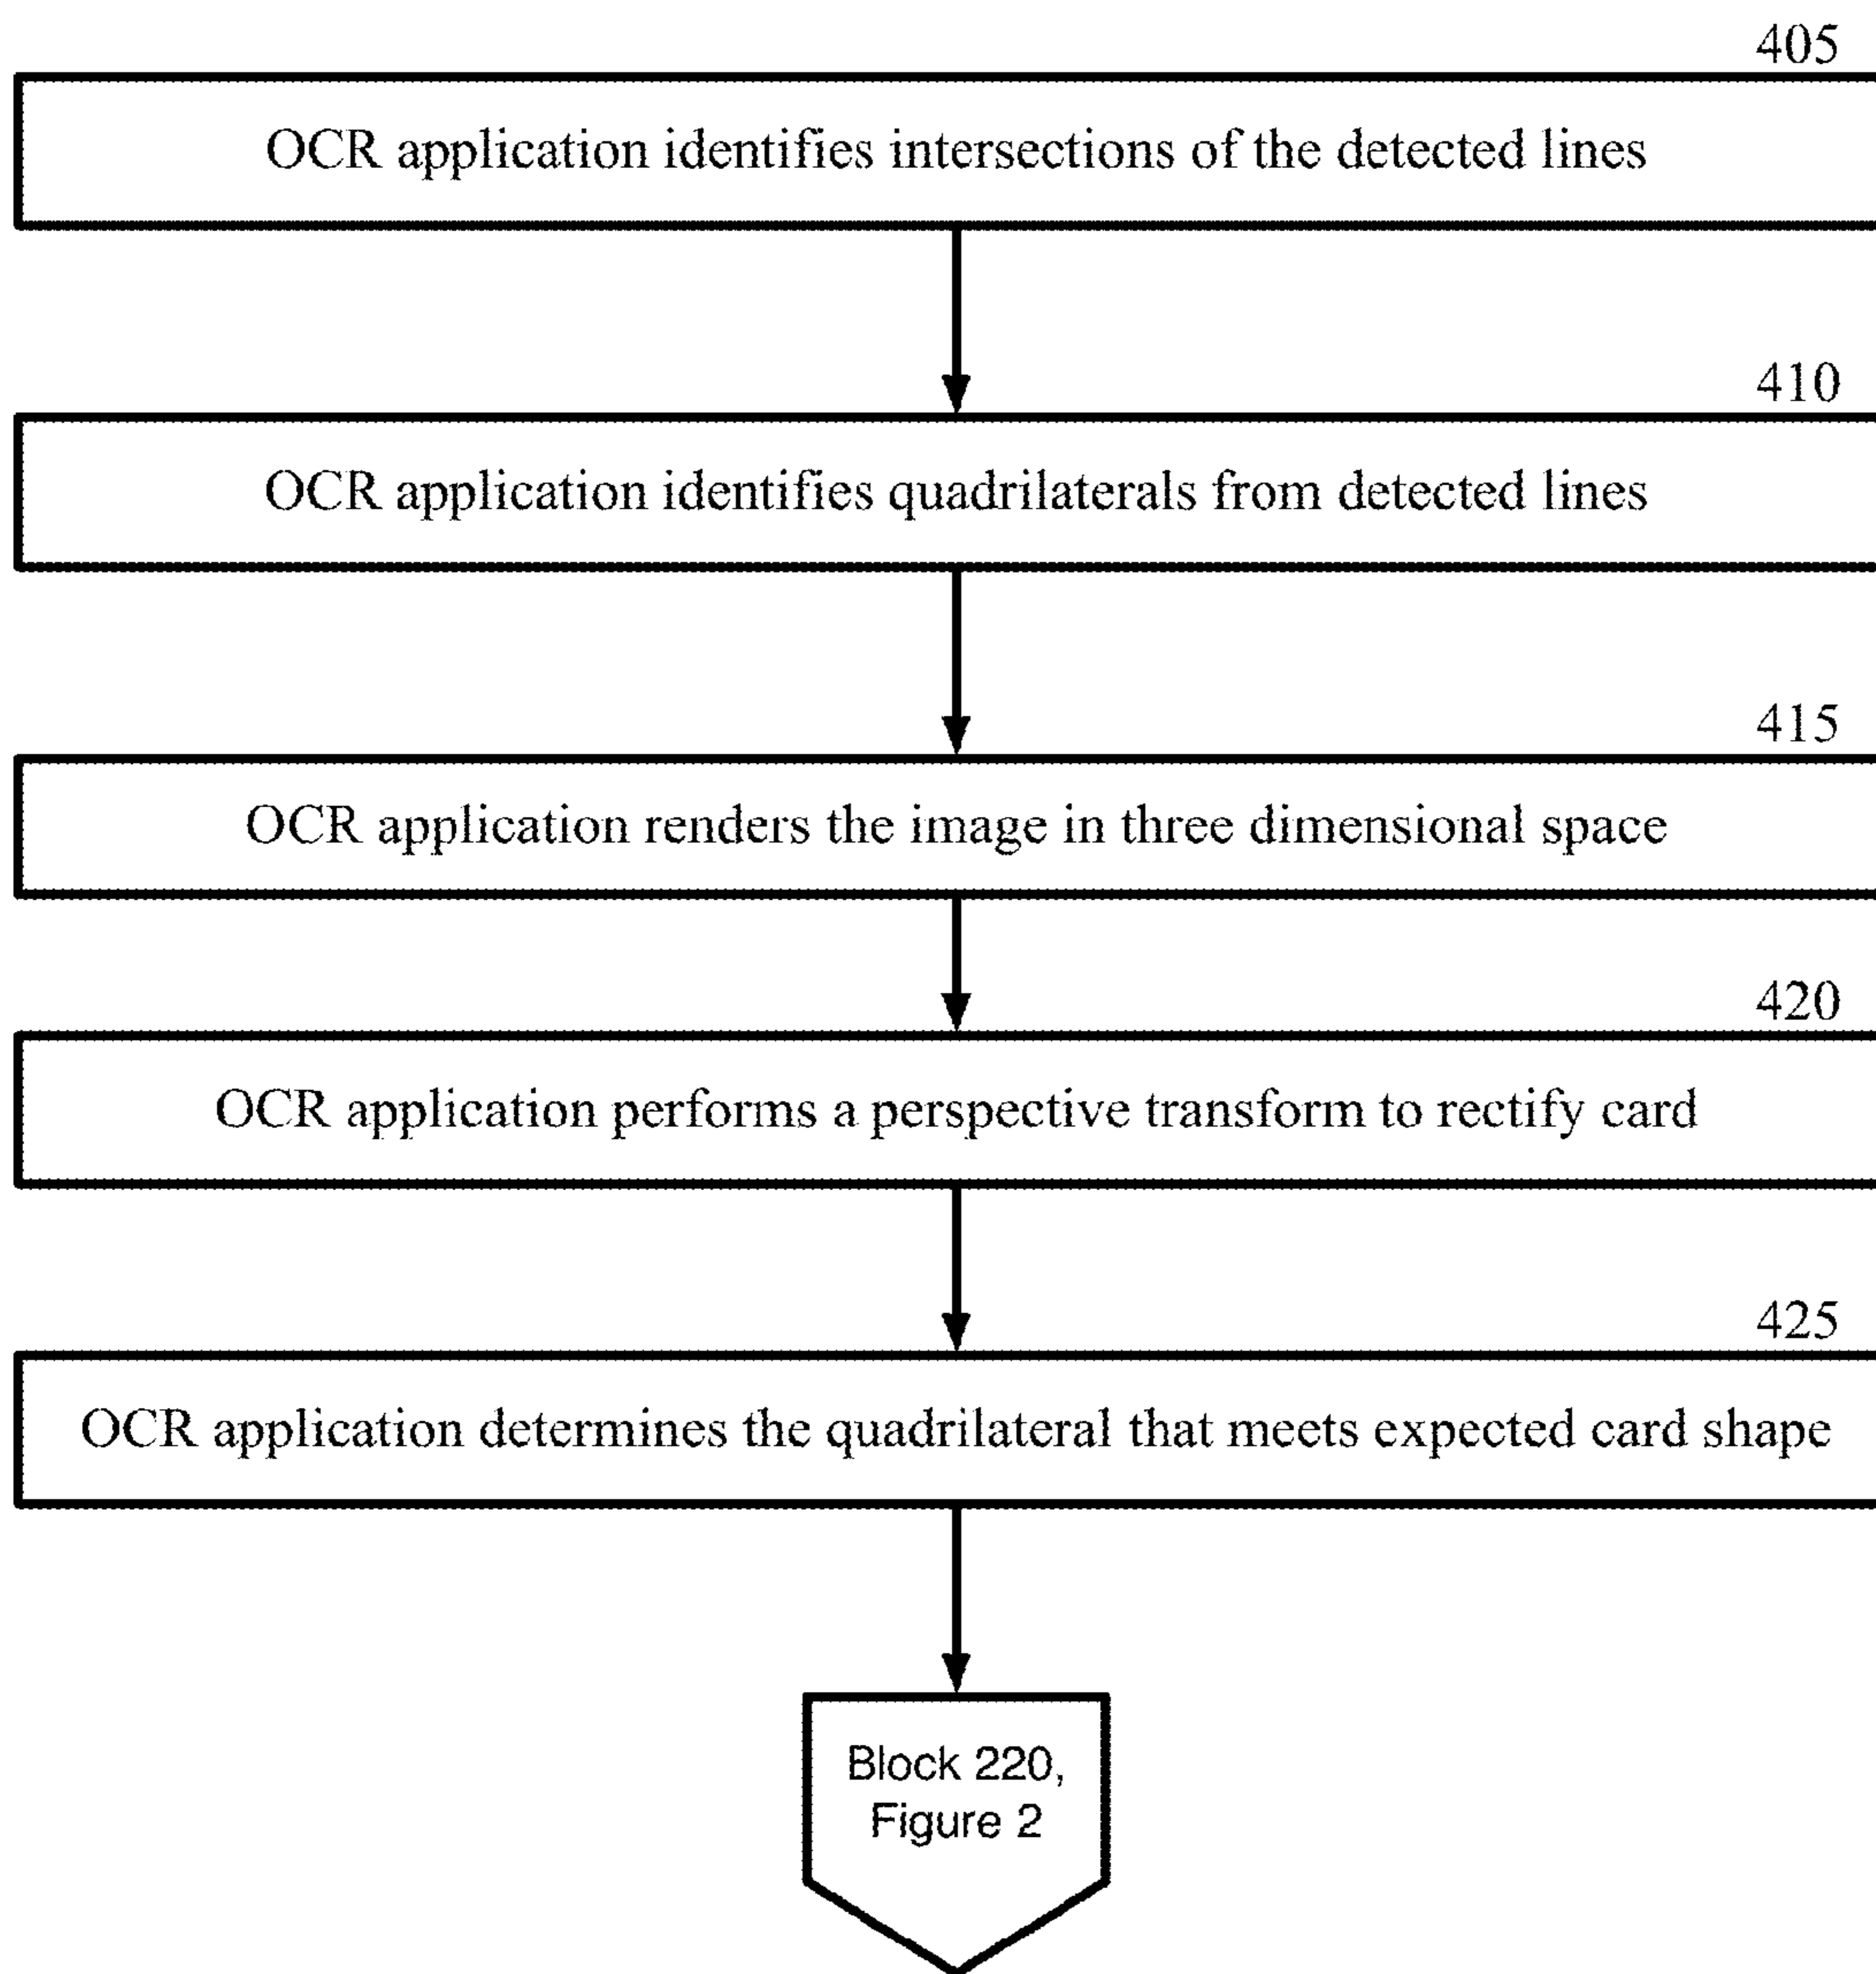 405
OCR application identifies intersections of the detected lines
410
OCR application identifies quadrilaterals from detected lines
415
OCR application renders the image in three dimensional space
420
OCR application performs a perspective transform to rectify card
425
OCR application determines the quadrilateral that meets expected card shape
Block 220,
Figure 2